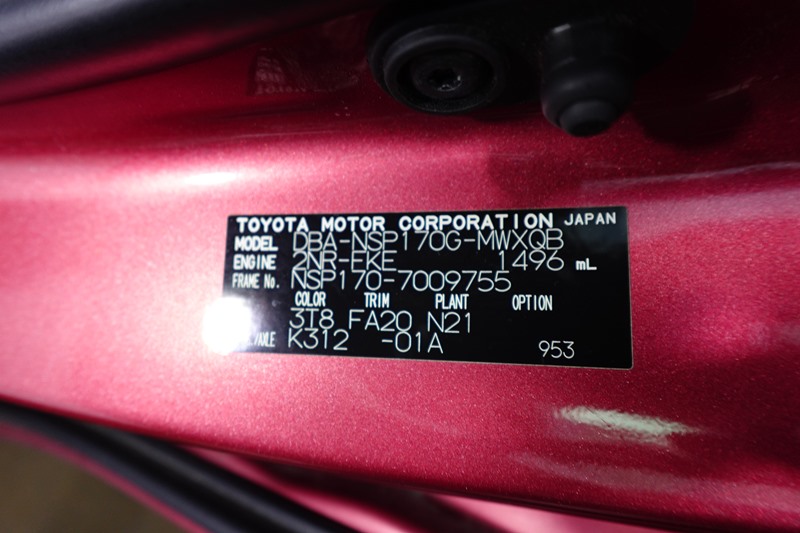 TOYOTA MOTOR CORPORATION JAPAN
MODEL DBA-NSP170G-MWXQB
ENGINE 2NR-FKE 1496 mL
FRAME No. NSP170-7009755
COLOR TRIM PLANT OPTION
3T8 FA20 N21
/AXLE K312 -01A
953